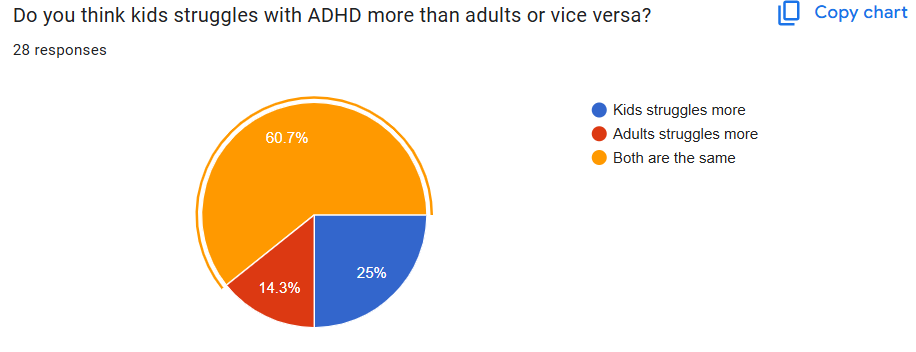 Do you think kids struggles with ADHD more than adults or vice versa?
Copy chart
28 responses
60.7%
14.3%
25%
Kids struggles more
Adults struggles more
Both are the same